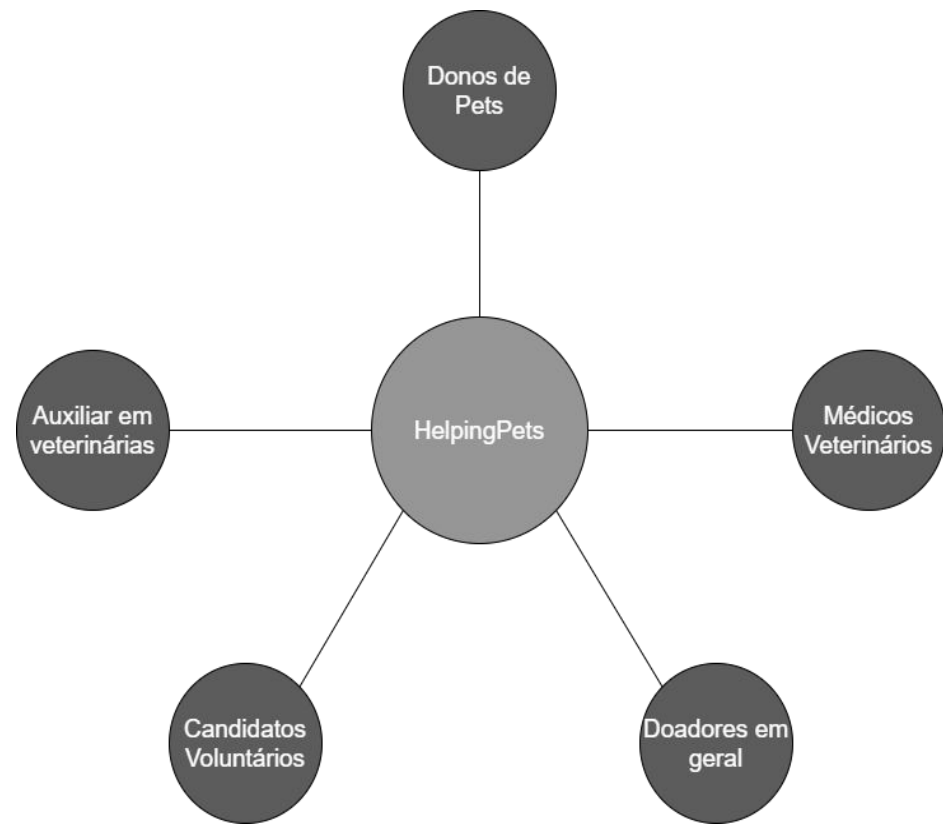 Donos de
Pets
Auxiliar em
veterinárias
HelpingPets
Médicos
Veterinários
Candidatos
Voluntários
Doadores em
geral